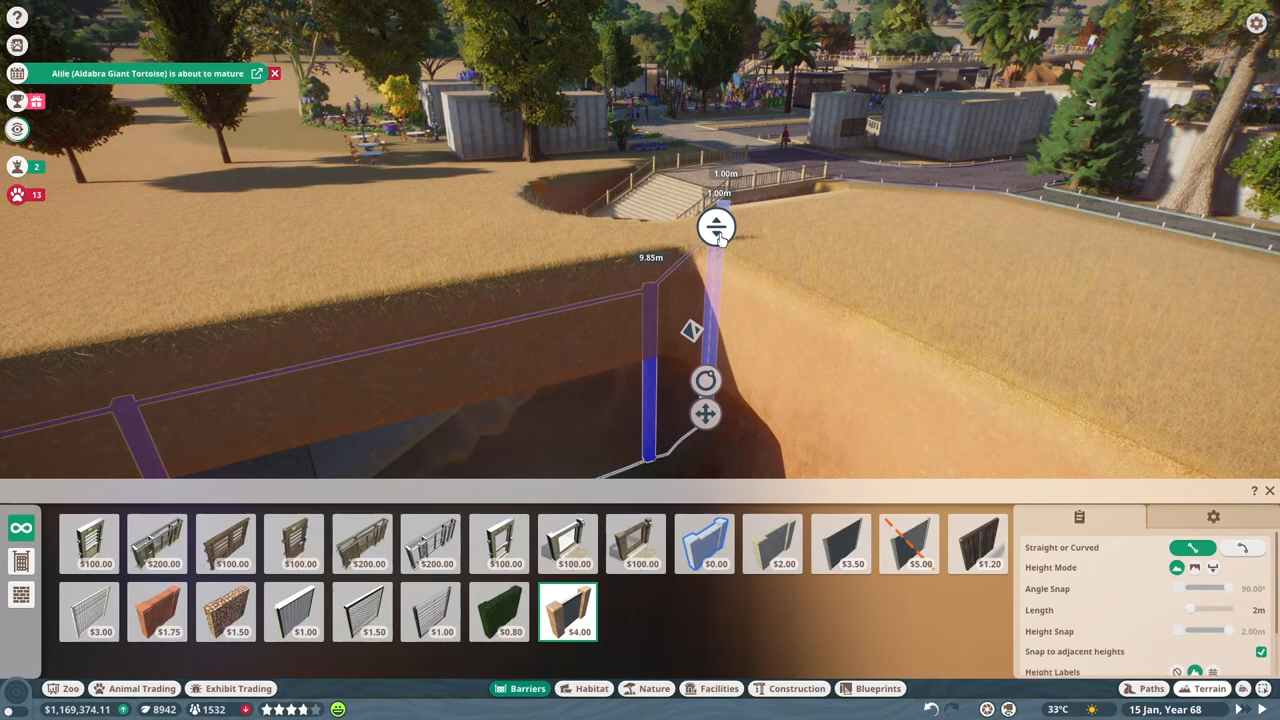 ?
Alile (Aldabra Giant Tortoise) is about to mature
2
13
1.00m
1.00m
9.85m
?
$100.00
$200.00
$100.00
$100.00
$200.00
$200.00
$100.00
$100.00
$100.00
$0.00
$2.00
$3.50
$5.00
$1.20
$3.00
$1.75
$1.50
$1.00
$1.50
$1.00
$0.80
$4.00
Straight or Curved
Height Mode
Angle Snap 90.00°
Length 2m
Height Snap 2.00m
Snap to adjacent heights
Height Labels
Zoo
Animal Trading
Exhibit Trading
Barriers
Habitat
Nature
Facilities
Construction
Blueprints
Paths
Terrain
$1,169,374.11
8942
1532
33°C
15 Jan, Year 68